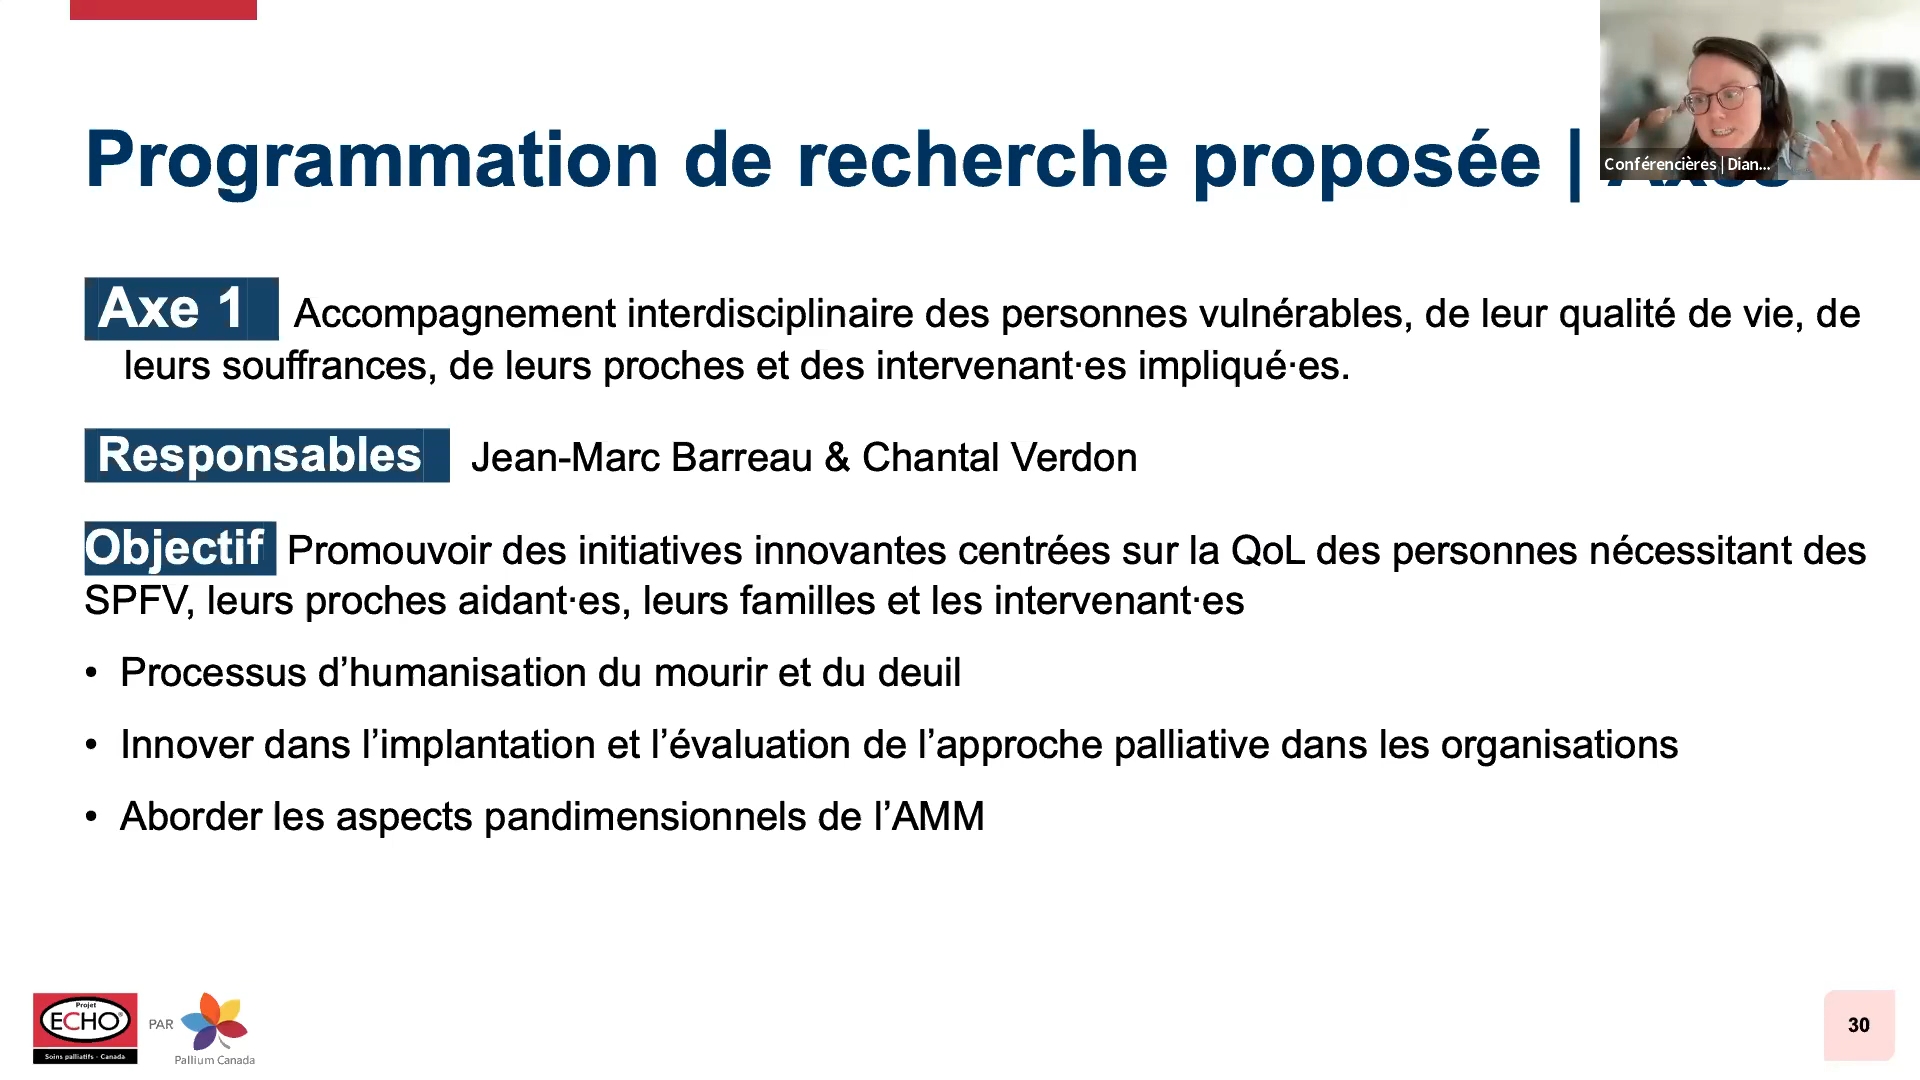 Programmation de recherche proposée | Axes
Conférencières | Dian...
Axe 1 Accompagnement interdisciplinaire des personnes vulnérables, de leur qualité de vie, de
leurs souffrances, de leurs proches et des intervenant·es impliqué·es.
Responsables Jean-Marc Barreau & Chantal Verdon
Objectif Promouvoir des initiatives innovantes centrées sur la QoL des personnes nécessitant des
SPFV, leurs proches aidant·es, leurs familles et les intervenant·es
• Processus d’humanisation du mourir et du deuil
• Innover dans l’implantation et l’évaluation de l’approche palliative dans les organisations
• Aborder les aspects pandimensionnels de l’AMM
Projet
ECHO®
Soins palliatifs - Canada
PAR
Pallium Canada
30